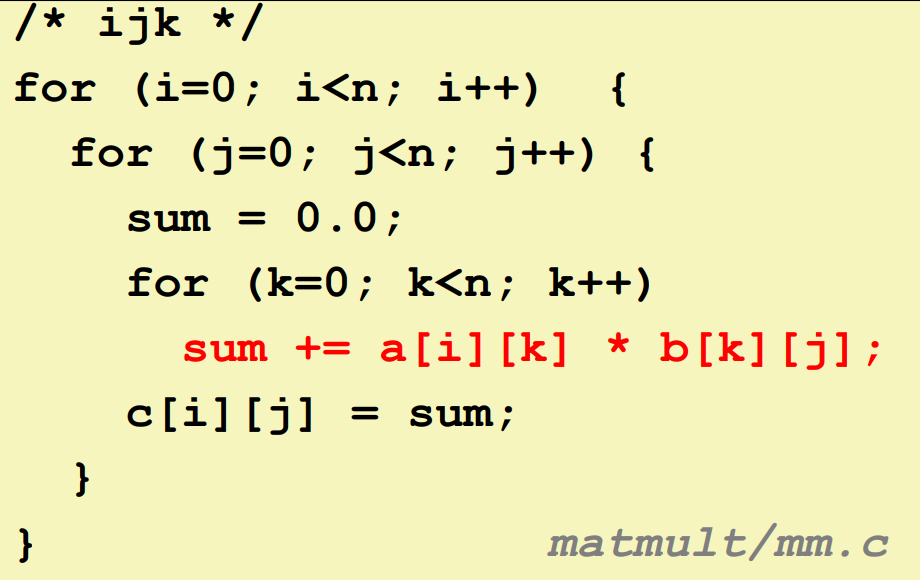 /* ijk */
for (i=0; i<n; i++)  {
  for (j=0; j<n; j++) {
    sum = 0.0;
    for (k=0; k<n; k++)
      sum += a[i][k] * b[k][j];
    c[i][j] = sum;
  }
}
matmult/mm.c